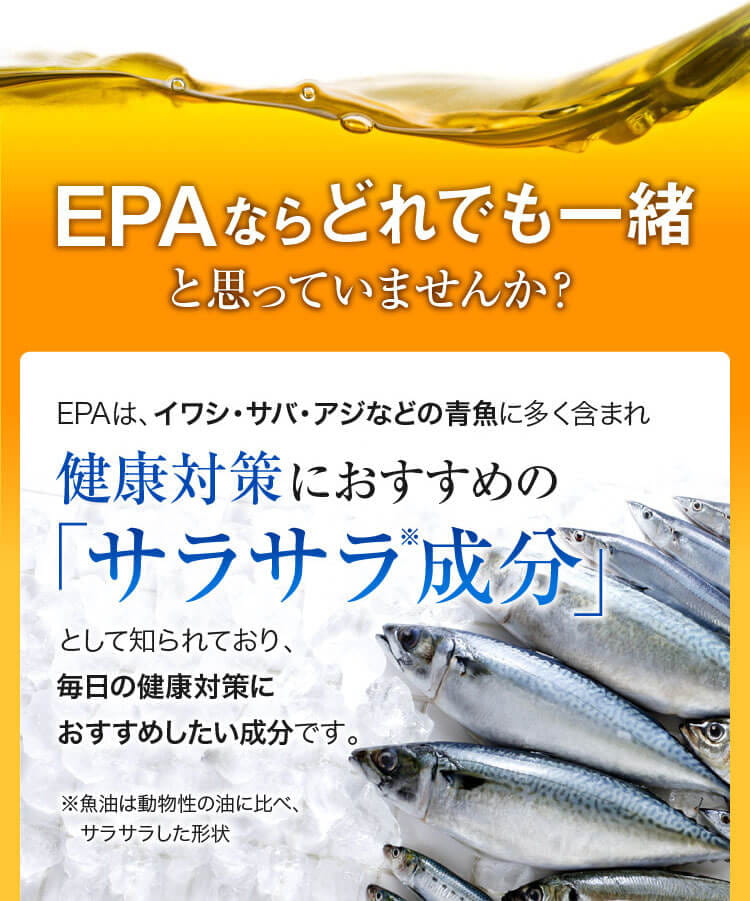 EPAならどれでも一緒
と思っていませんか?
EPAは、イワシ・サバ・アジなどの青魚に多く含まれ
健康対策におすすめの
「サラサラ※成分」
として知られており、
毎日の健康対策に
おすすめしたい成分です。
※魚油は動物性の油に比べ、
サラサラした形状